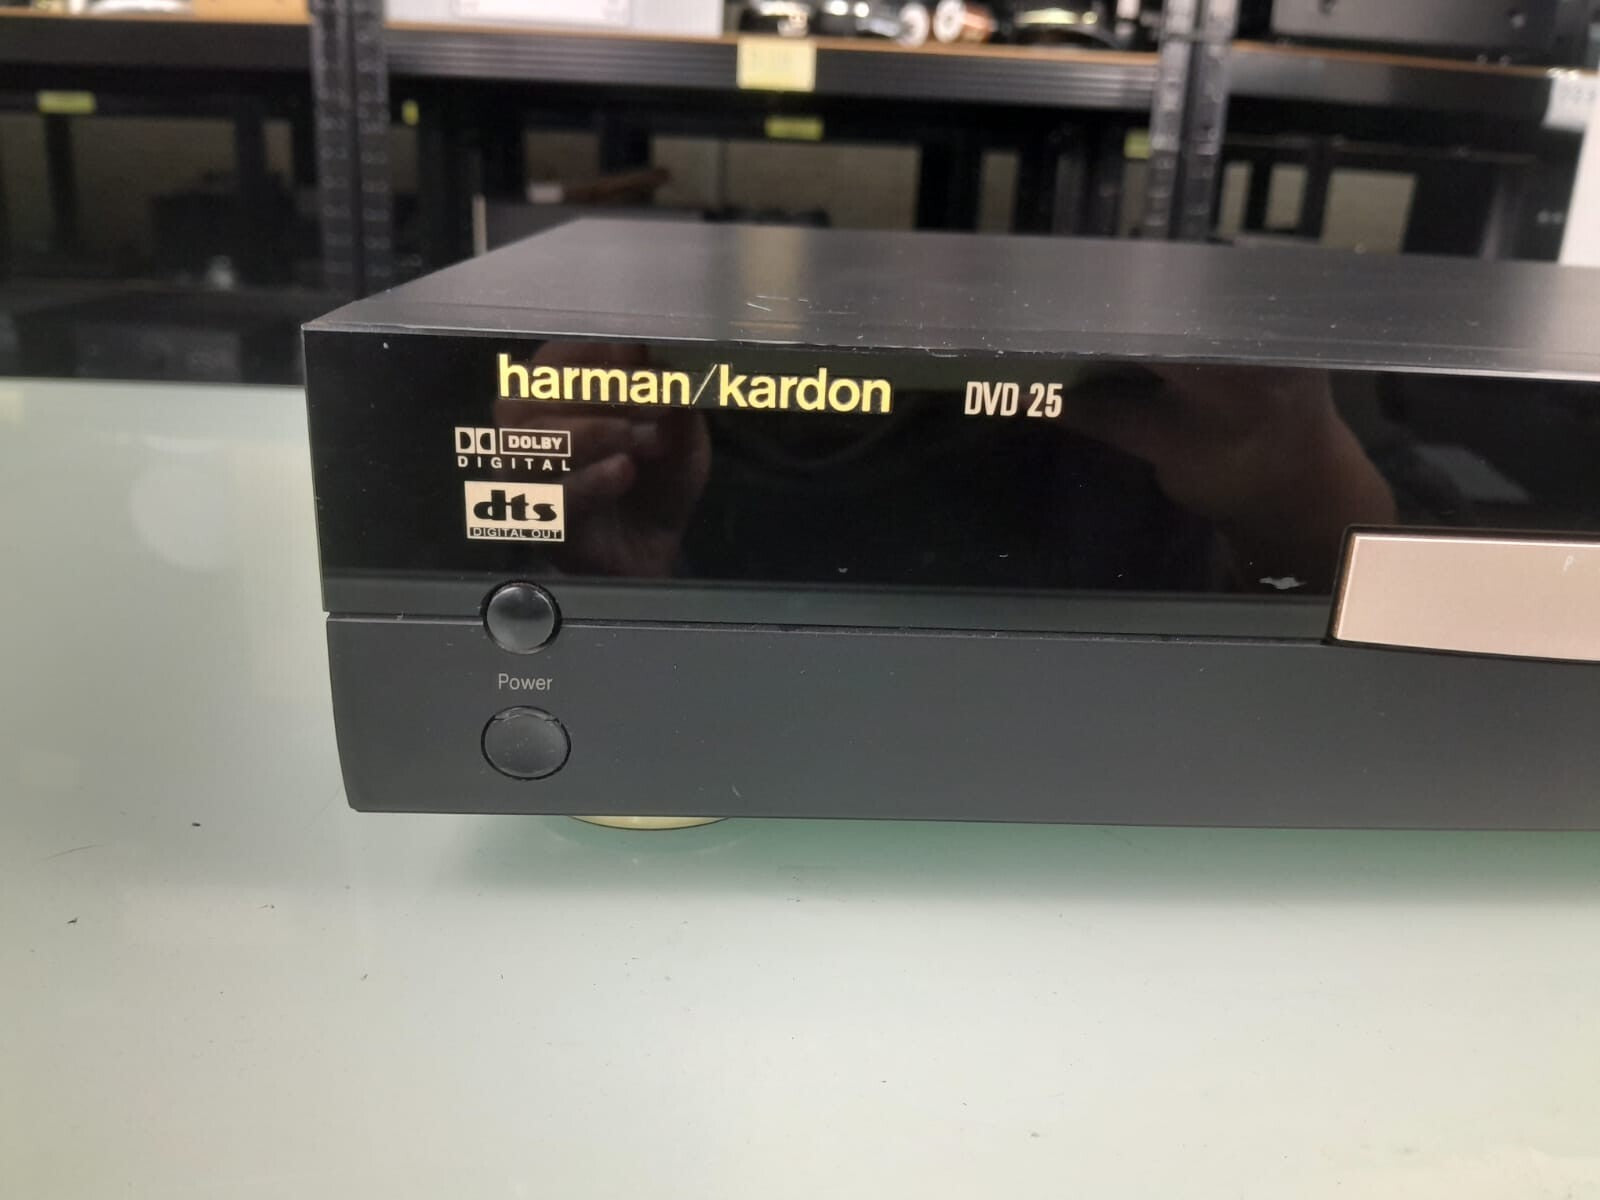 harman/kardon DVD 25
DOLBY
DIGITAL
dts
DIGITAL OUT
Power